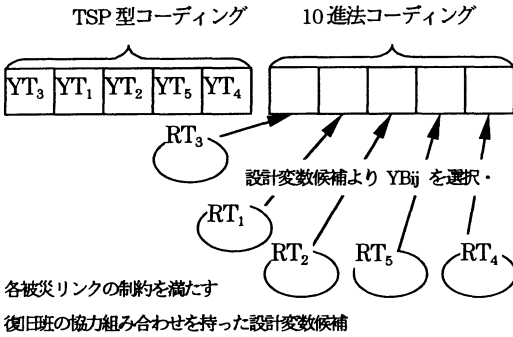 TSP 型コーディング 10 進法コーディング
YT3 YT1 YT2 YT5 YT4
RT3
設計変数候補より YBij を選択・
RT1
RT2 RT5 RT4
各被災リンクの制約を満たす
復旧班の協力組み合わせを持った設計変数候補